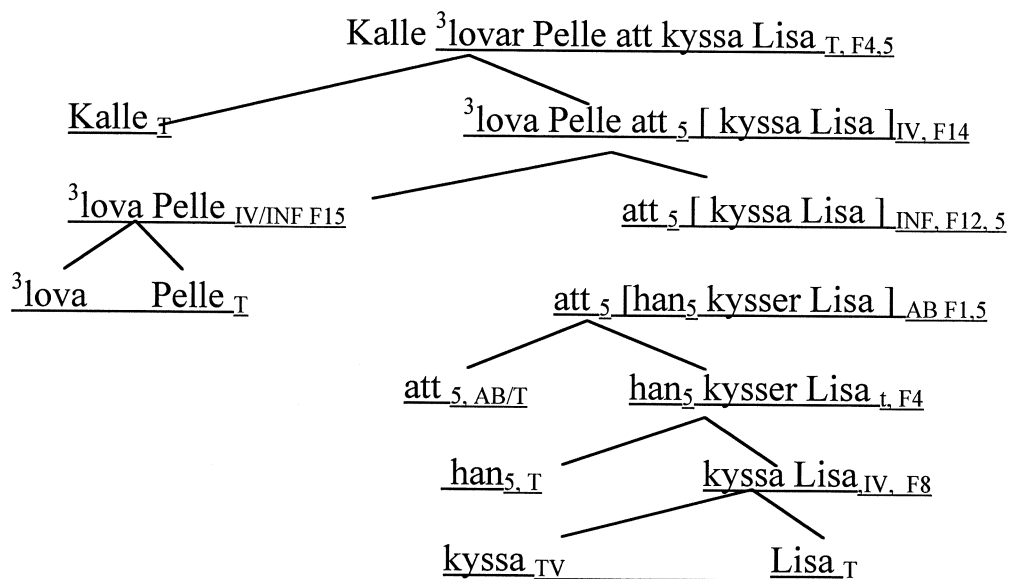 Kalle ³lovar Pelle att kyssa Lisa T, F4,5
Kalle T ³lova Pelle att 5 [ kyssa Lisa ]IV, F14
³lova Pelle IV/INF F15 att 5 [ kyssa Lisa ] INF, F12, 5
³lova Pelle T att 5 [han5 kysser Lisa ] AB F1,5
att 5, AB/T han5 kysser Lisa t, F4
han5, T kyssa Lisa,IV, F8
kyssa TV Lisa T